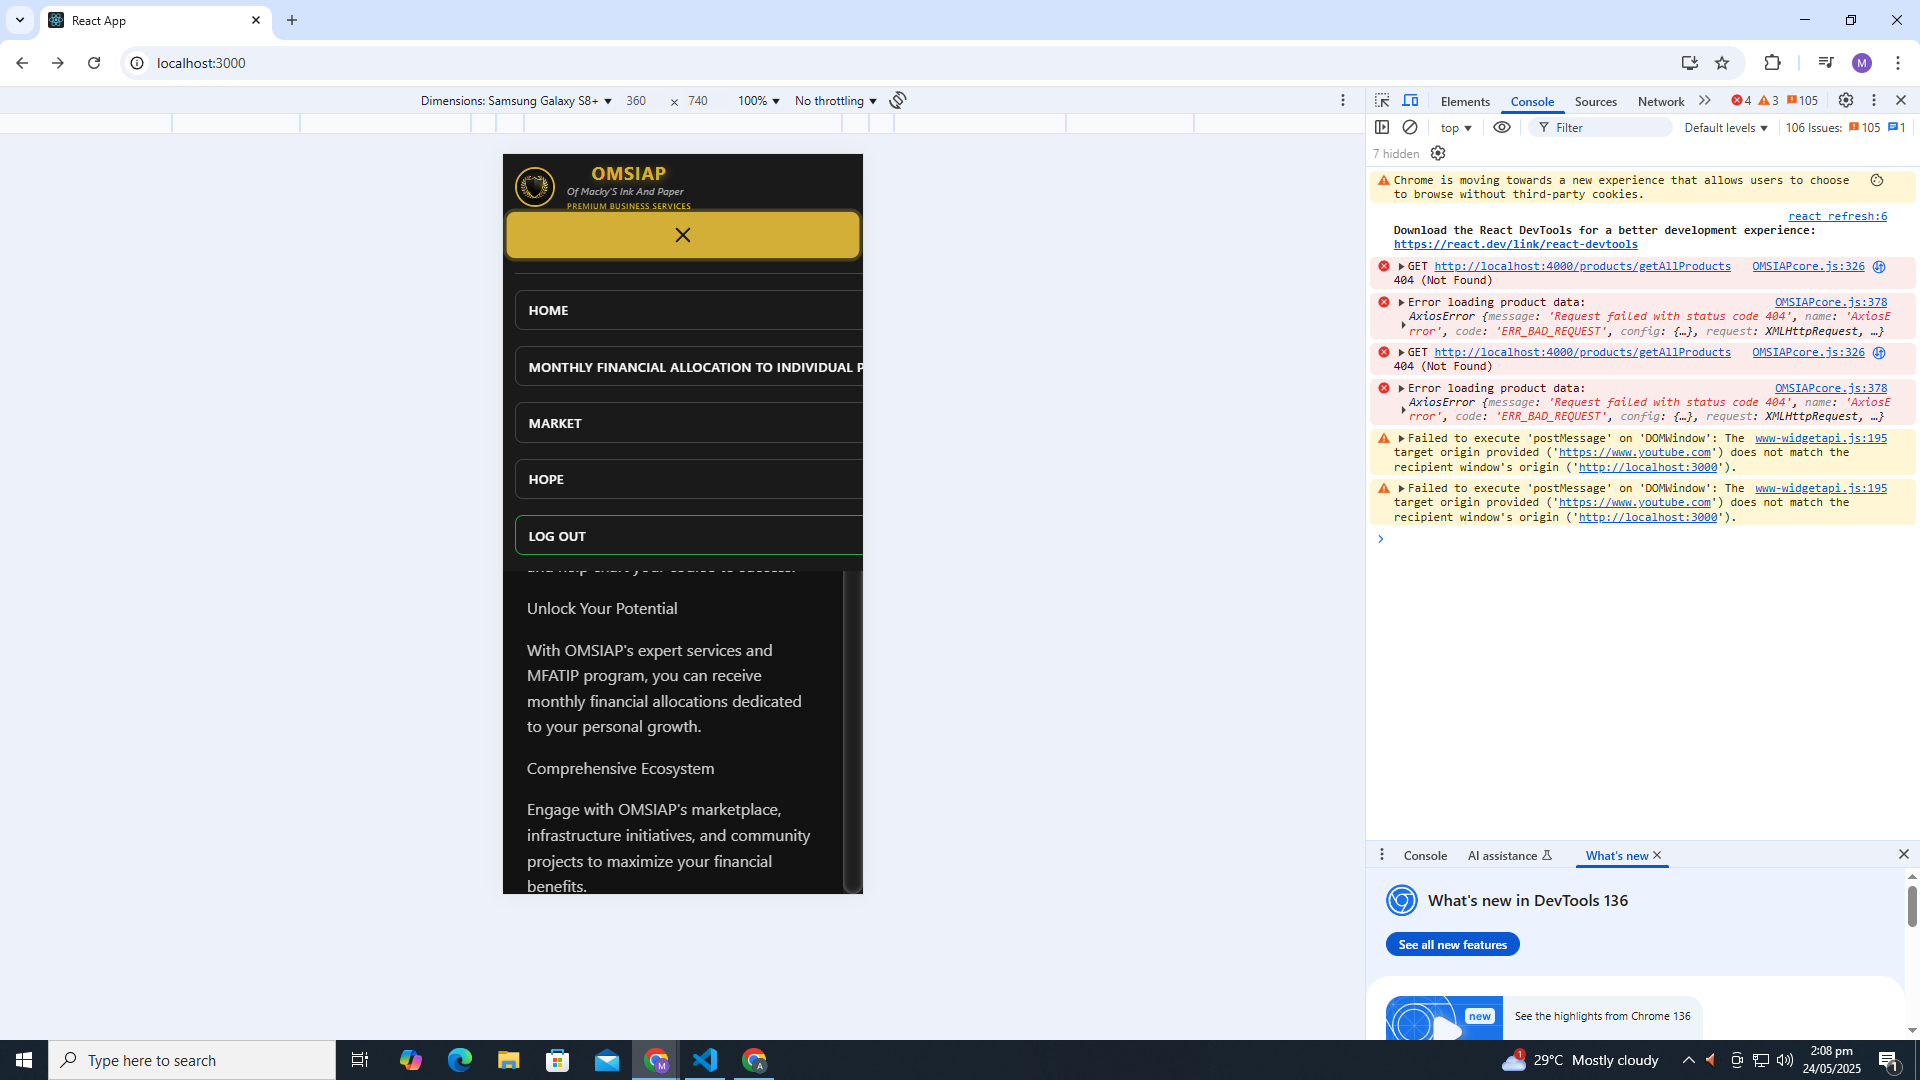 React App
localhost:3000
M
Dimensions: Samsung Galaxy S8+ 360 × 740 100% No throttling
Elements Console Sources Network 4 3 105
top Filter Default levels 106 Issues: 105 1
7 hidden
OMSIAP
Of Macky'S Ink And Paper
PREMIUM BUSINESS SERVICES
HOME
MONTHLY FINANCIAL ALLOCATION TO INDIVIDUAL P
MARKET
HOPE
LOG OUT
and help chart your course to success.
Unlock Your Potential
With OMSIAP's expert services and
MFATIP program, you can receive
monthly financial allocations dedicated
to your personal growth.
Comprehensive Ecosystem
Engage with OMSIAP's marketplace,
infrastructure initiatives, and community
projects to maximize your financial
benefits.
Chrome is moving towards a new experience that allows users to choose
to browse without third-party cookies.
react refresh:6
Download the React DevTools for a better development experience:
https://react.dev/link/react-devtools
GET http://localhost:4000/products/getAllProducts OMSIAPcore.js:326
404 (Not Found)
Error loading product data: OMSIAPcore.js:378
AxiosError {message: 'Request failed with status code 404', name: 'AxiosE
rror', code: 'ERR_BAD_REQUEST', config: {…}, request: XMLHttpRequest, …}
GET http://localhost:4000/products/getAllProducts OMSIAPcore.js:326
404 (Not Found)
Error loading product data: OMSIAPcore.js:378
AxiosError {message: 'Request failed with status code 404', name: 'AxiosE
rror', code: 'ERR_BAD_REQUEST', config: {…}, request: XMLHttpRequest, …}
Failed to execute 'postMessage' on 'DOMWindow': The www-widgetapi.js:195
target origin provided ('https://www.youtube.com') does not match the
recipient window's origin ('http://localhost:3000').
Failed to execute 'postMessage' on 'DOMWindow': The www-widgetapi.js:195
target origin provided ('https://www.youtube.com') does not match the
recipient window's origin ('http://localhost:3000').
Console AI assistance What's new
What's new in DevTools 136
See all new features
new
See the highlights from Chrome 136
Type here to search
M
A
1
29°C Mostly cloudy
2:08 pm
24/05/2025
1